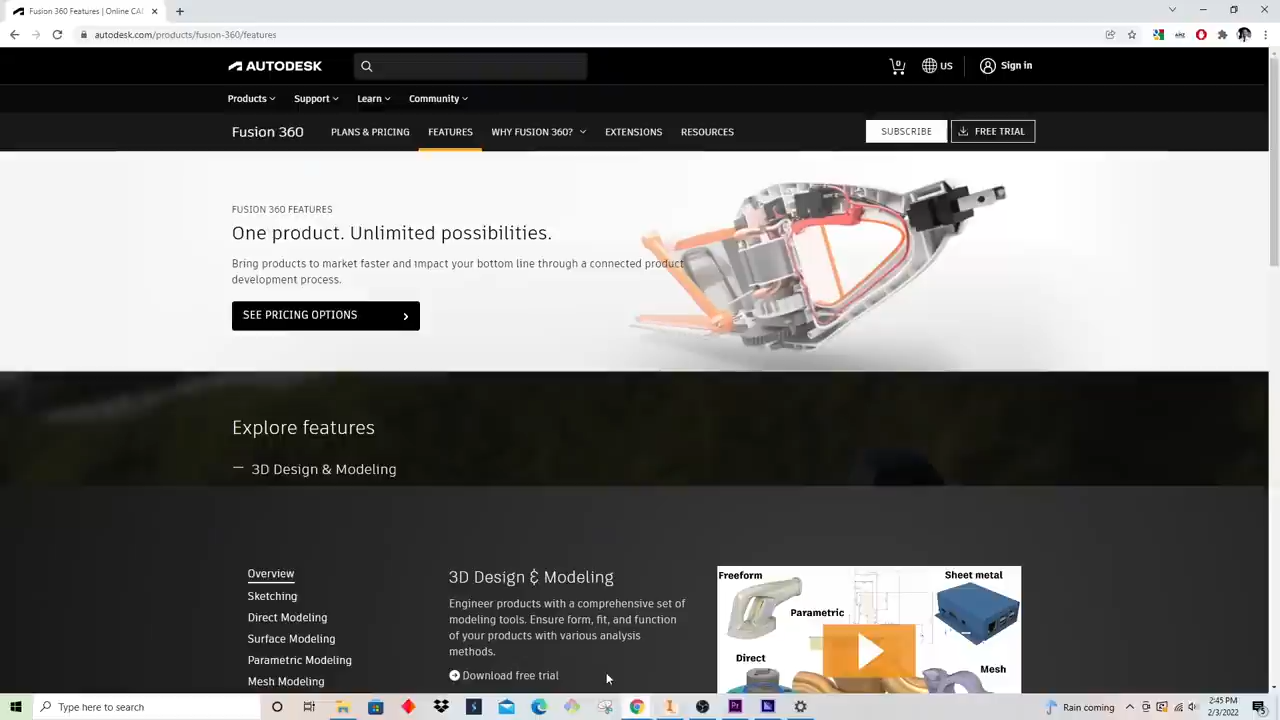 Fusion 360 Features | Online CA
autodesk.com/products/fusion-360/features
AUTODESK
0
US
Sign in
Products
Support
Learn
Community
Fusion 360
PLANS & PRICING
FEATURES
WHY FUSION 360?
EXTENSIONS
RESOURCES
SUBSCRIBE
FREE TRIAL
FUSION 360 FEATURES
One product. Unlimited possibilities.
Bring products to market faster and impact your bottom line through a connected product
development process.
SEE PRICING OPTIONS
Explore features
3D Design & Modeling
Overview
Sketching
Direct Modeling
Surface Modeling
Parametric Modeling
Mesh Modeling
3D Design & Modeling
Engineer products with a comprehensive set of
modeling tools. Ensure form, fit, and function
of your products with various analysis
methods.
Download free trial
Freeform
Sheet metal
Parametric
Direct
Mesh
Type here to search
Rain coming
2:45 PM
2/3/2022